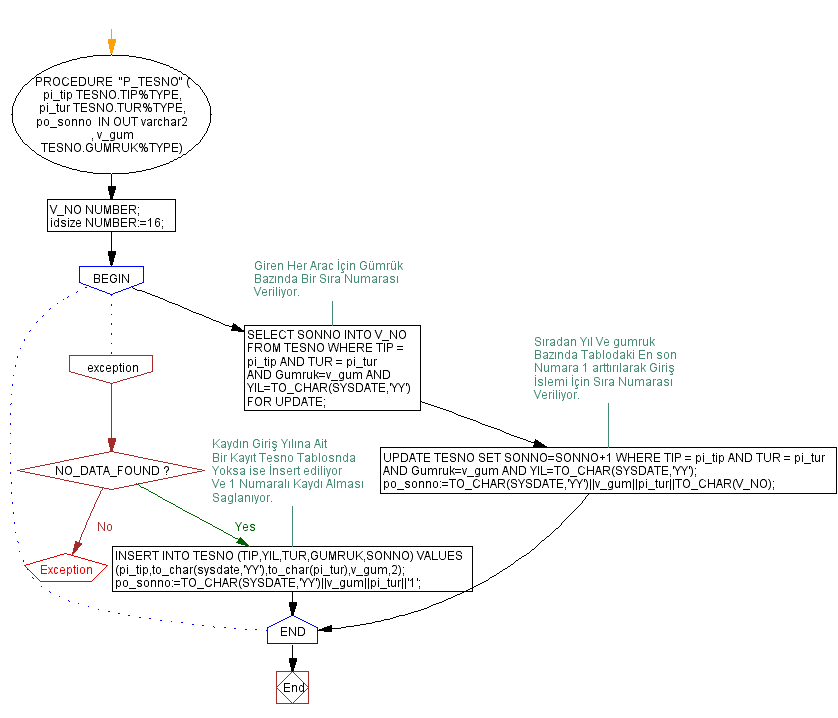 PROCEDURE "P_TESNO" (
pi_tip TESNO.TIP%TYPE,
pi_tur TESNO.TUR%TYPE,
po_sonno IN OUT varchar2
, v_gum
TESNO.GUMRUK%TYPE)
V_NO NUMBER;
idsize NUMBER:=16;
BEGIN
Giren Her Arac İçin Gümrük
Bazında Bir Sıra Numarası
Veriliyor.
SELECT SONNO INTO V_NO
FROM TESNO WHERE TIP =
pi_tip AND TUR = pi_tur
AND Gumruk=v_gum AND
YIL=TO_CHAR(SYSDATE,'YY')
FOR UPDATE;
Sıradan Yıl Ve gumruk
Bazında Tablodaki En son
Numara 1 arttırılarak Giriş
İslemi İçin Sıra Numarası
Veriliyor.
exception
UPDATE TESNO SET SONNO=SONNO+1 WHERE TIP = pi_tip AND TUR = pi_tur
AND Gumruk=v_gum AND YIL=TO_CHAR(SYSDATE,'YY');
po_sonno:=TO_CHAR(SYSDATE,'YY')||v_gum||pi_tur||TO_CHAR(V_NO);
Kaydın Giriş Yılına Ait
Bir Kayıt Tesno Tablosnda
Yoksa ise İnsert ediliyor
Ve 1 Numaralı Kaydı Alması
Saglanıyor.
NO_DATA_FOUND ?
No
Yes
Exception
INSERT INTO TESNO (TIP,YIL,TUR,GUMRUK,SONNO) VALUES
(pi_tip,to_char(sysdate,'YY'),to_char(pi_tur),v_gum,2);
po_sonno:=TO_CHAR(SYSDATE,'YY')||v_gum||pi_tur||'1';
END
End